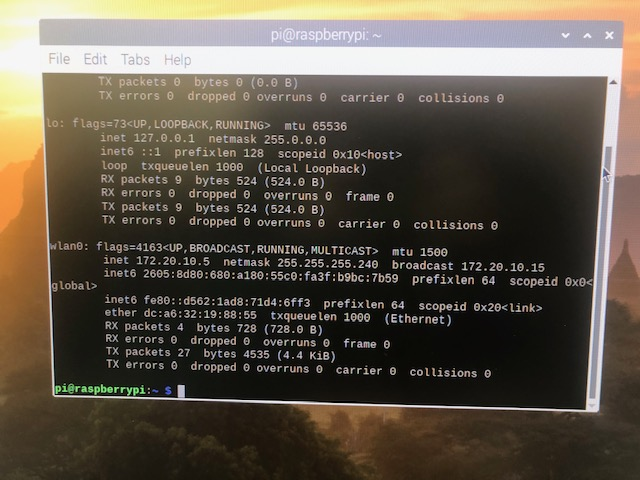 pi@raspberrypi: ~
File Edit Tabs Help
TX packets 0 bytes 0 (0.0 B)
TX errors 0 dropped 0 overruns 0 carrier 0 collisions 0
lo: flags=73<UP,LOOPBACK,RUNNING> mtu 65536
inet 127.0.0.1 netmask 255.0.0.0
inet6 ::1 prefixlen 128 scopeid 0x10<host>
loop txqueuelen 1000 (Local Loopback)
RX packets 9 bytes 524 (524.0 B)
RX errors 0 dropped 0 overruns 0 frame 0
TX packets 9 bytes 524 (524.0 B)
TX errors 0 dropped 0 overruns 0 carrier 0 collisions 0
wlan0: flags=4163<UP,BROADCAST,RUNNING,MULTICAST> mtu 1500
inet 172.20.10.5 netmask 255.255.255.240 broadcast 172.20.10.15
inet6 2605:8d80:680:a180:55c0:fa3f:b9bc:7b59 prefixlen 64 scopeid 0x0<
global>
inet6 fe80::d562:1ad8:71d4:6ff3 prefixlen 64 scopeid 0x20<link>
ether dc:a6:32:19:88:55 txqueuelen 1000 (Ethernet)
RX packets 4 bytes 728 (728.0 B)
RX errors 0 dropped 0 overruns 0 frame 0
TX packets 27 bytes 4535 (4.4 KiB)
TX errors 0 dropped 0 overruns 0 carrier 0 collisions 0
pi@raspberrypi:~ $